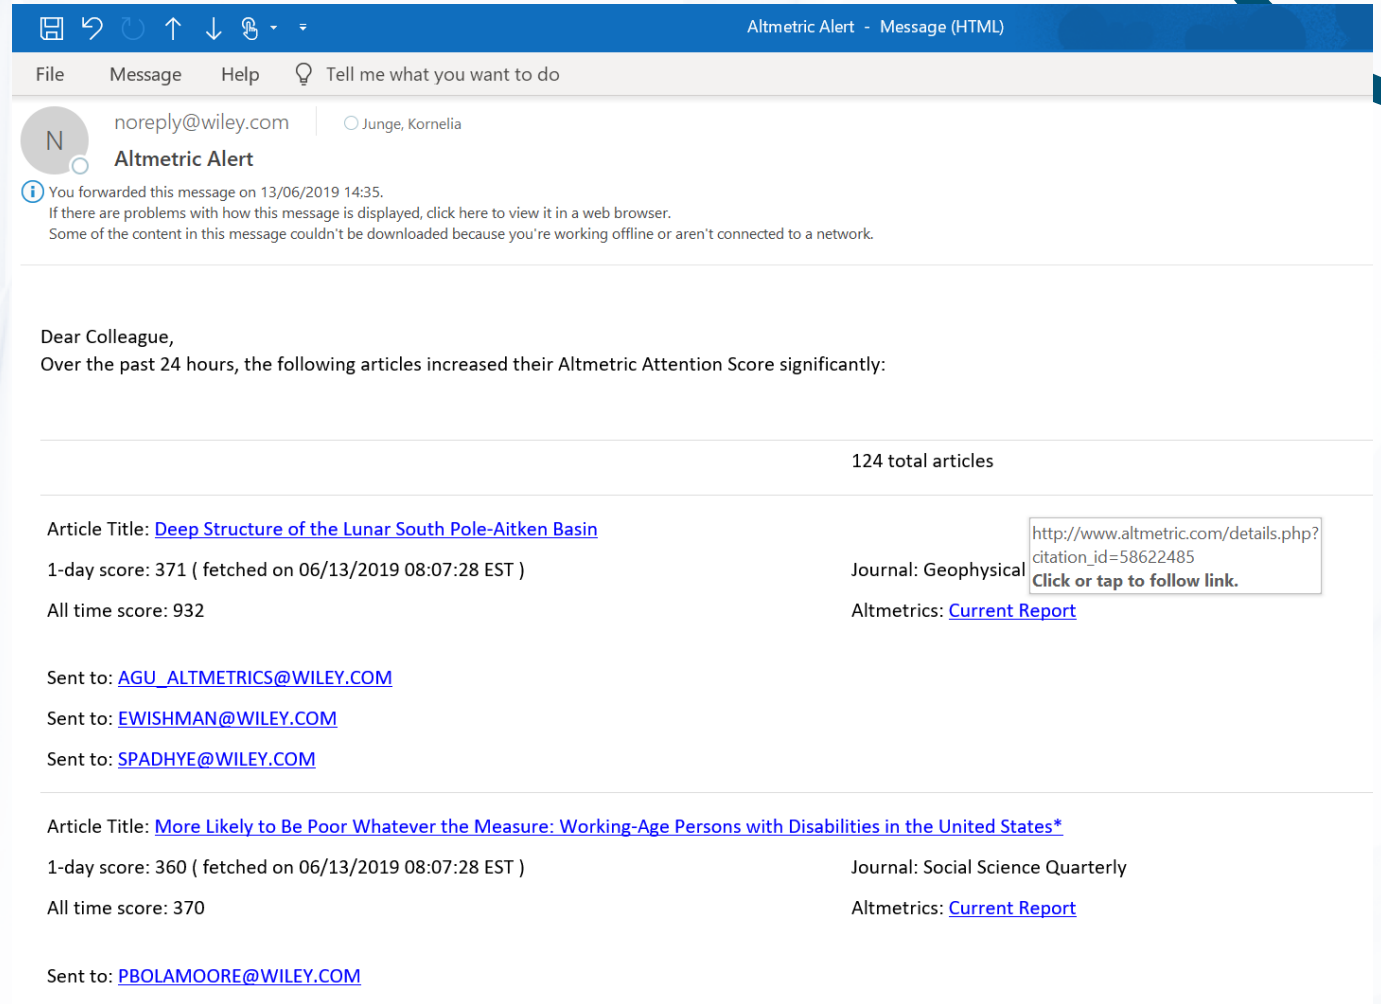 Altmetric Alert - Message (HTML)
File Message Help Tell me what you want to do
N
noreply@wiley.com Junge, Kornelia
Altmetric Alert
You forwarded this message on 13/06/2019 14:35.
If there are problems with how this message is displayed, click here to view it in a web browser.
Some of the content in this message couldn't be downloaded because you're working offline or aren't connected to a network.
Dear Colleague,
Over the past 24 hours, the following articles increased their Altmetric Attention Score significantly:
124 total articles
Article Title: Deep Structure of the Lunar South Pole-Aitken Basin
http://www.altmetric.com/details.php?
citation_id=58622485
Click or tap to follow link.
1-day score: 371 ( fetched on 06/13/2019 08:07:28 EST ) Journal: Geophysical
All time score: 932 Altmetrics: Current Report
Sent to: AGU_ALTMETRICS@WILEY.COM
Sent to: EWISHMAN@WILEY.COM
Sent to: SPADHYE@WILEY.COM
Article Title: More Likely to Be Poor Whatever the Measure: Working-Age Persons with Disabilities in the United States*
1-day score: 360 ( fetched on 06/13/2019 08:07:28 EST ) Journal: Social Science Quarterly
All time score: 370 Altmetrics: Current Report
Sent to: PBOLAMOORE@WILEY.COM